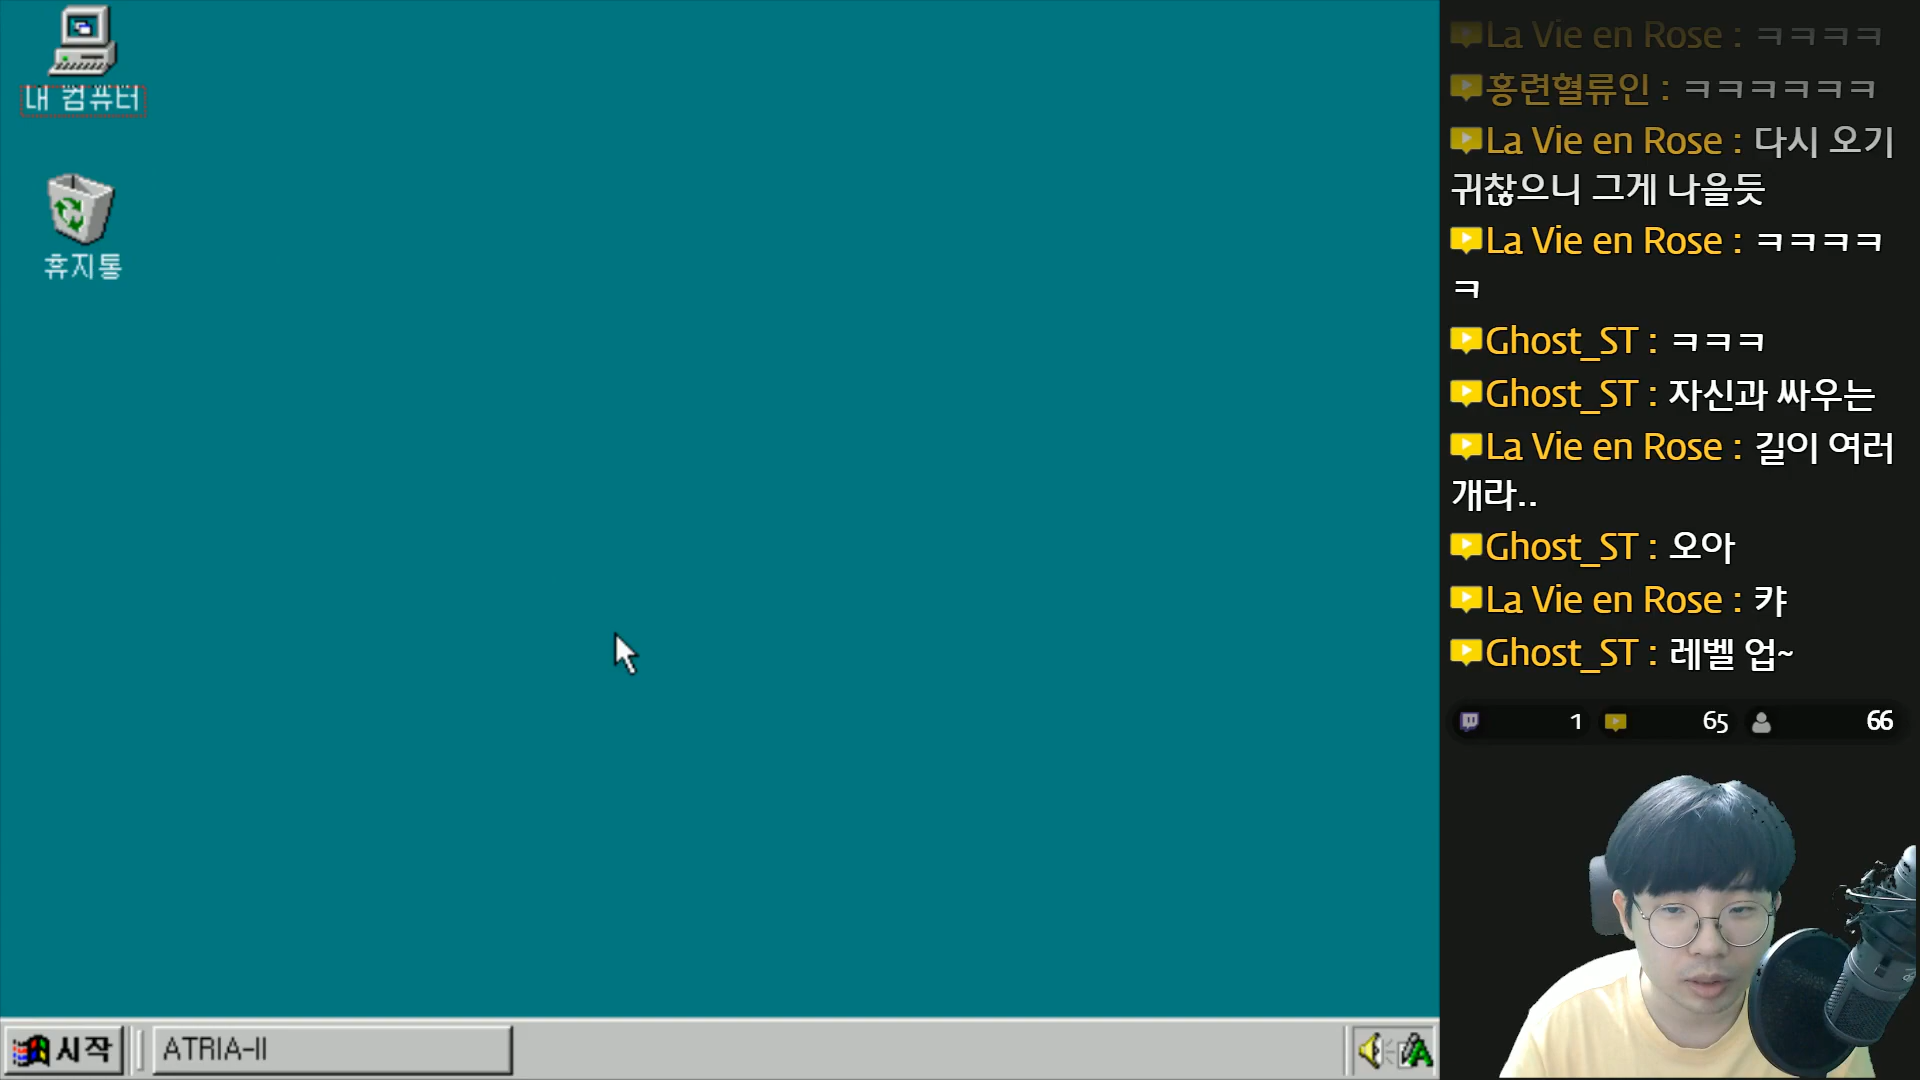 내 컴퓨터
휴지통
시작
ATRIA-II
La Vie en Rose : ㅋㅋㅋㅋ
홍련혈류인 : ㅋㅋㅋㅋㅋㅋ
La Vie en Rose : 다시 오기
귀찮으니 그게 나을듯
La Vie en Rose : ㅋㅋㅋㅋ
ㅋ
Ghost_ST : ㅋㅋㅋ
Ghost_ST : 자신과 싸우는
La Vie en Rose : 길이 여러
개라..
Ghost_ST : 오아
La Vie en Rose : 캬
Ghost_ST : 레벨 업~
1 65 66